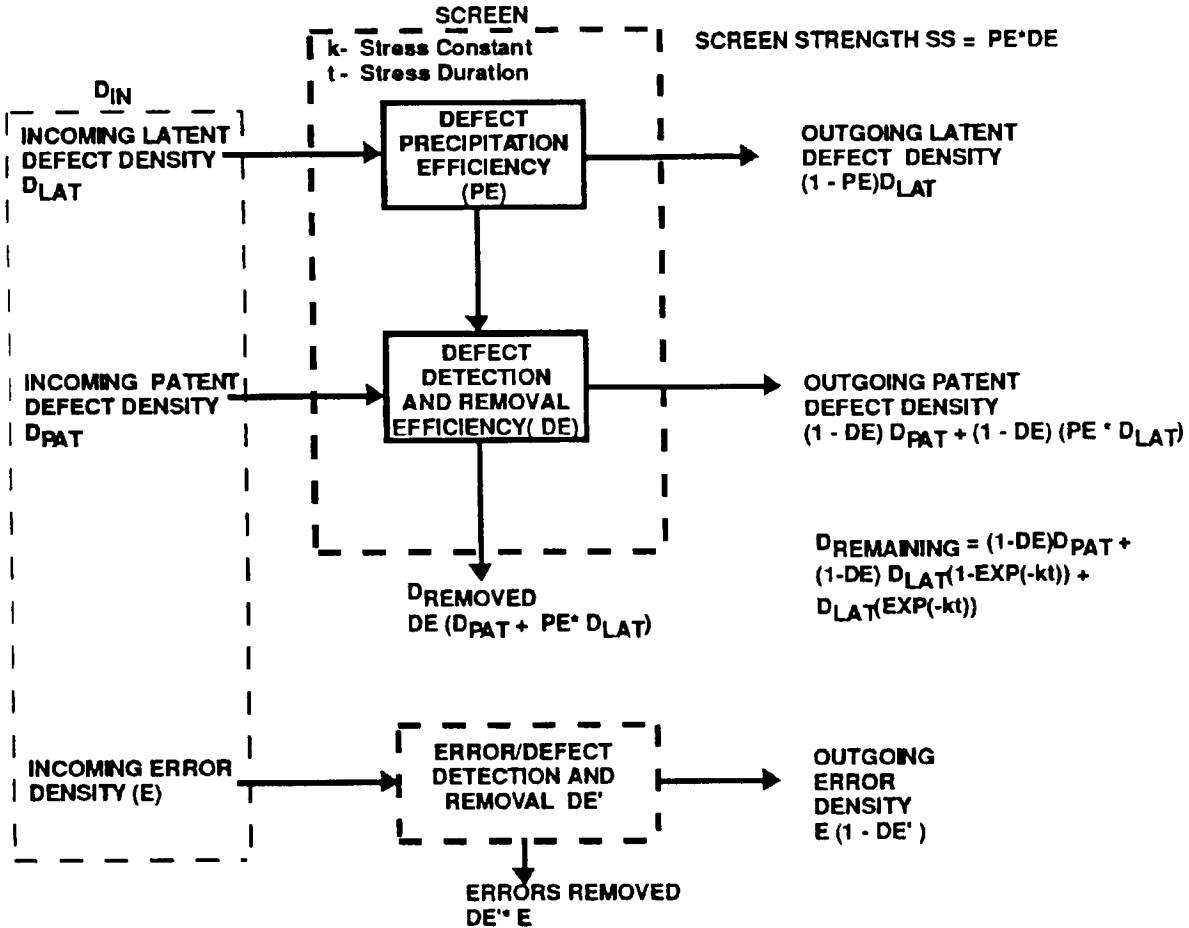 SCREEN
k- Stress Constant
t - Stress Duration
SCREEN STRENGTH SS = PE*DE
DIN
INCOMING LATENT
DEFECT DENSITY
DLAT
DEFECT
PRECIPITATION
EFFICIENCY
(PE)
OUTGOING LATENT
DEFECT DENSITY
(1 - PE)DLAT
INCOMING PATENT
DEFECT DENSITY
DPAT
DEFECT
DETECTION
AND REMOVAL
EFFICIENCY( DE)
OUTGOING PATENT
DEFECT DENSITY
(1 - DE) DPAT + (1 - DE) (PE * DLAT)
DREMAINING = (1-DE)DPAT +
(1-DE) DLAT(1-EXP(-kt)) +
DLAT(EXP(-kt))
DREMOVED
DE (DPAT + PE* DLAT)
INCOMING ERROR
DENSITY (E)
ERROR/DEFECT
DETECTION AND
REMOVAL DE'
OUTGOING
ERROR
DENSITY
E (1 - DE' )
ERRORS REMOVED
DE'* E